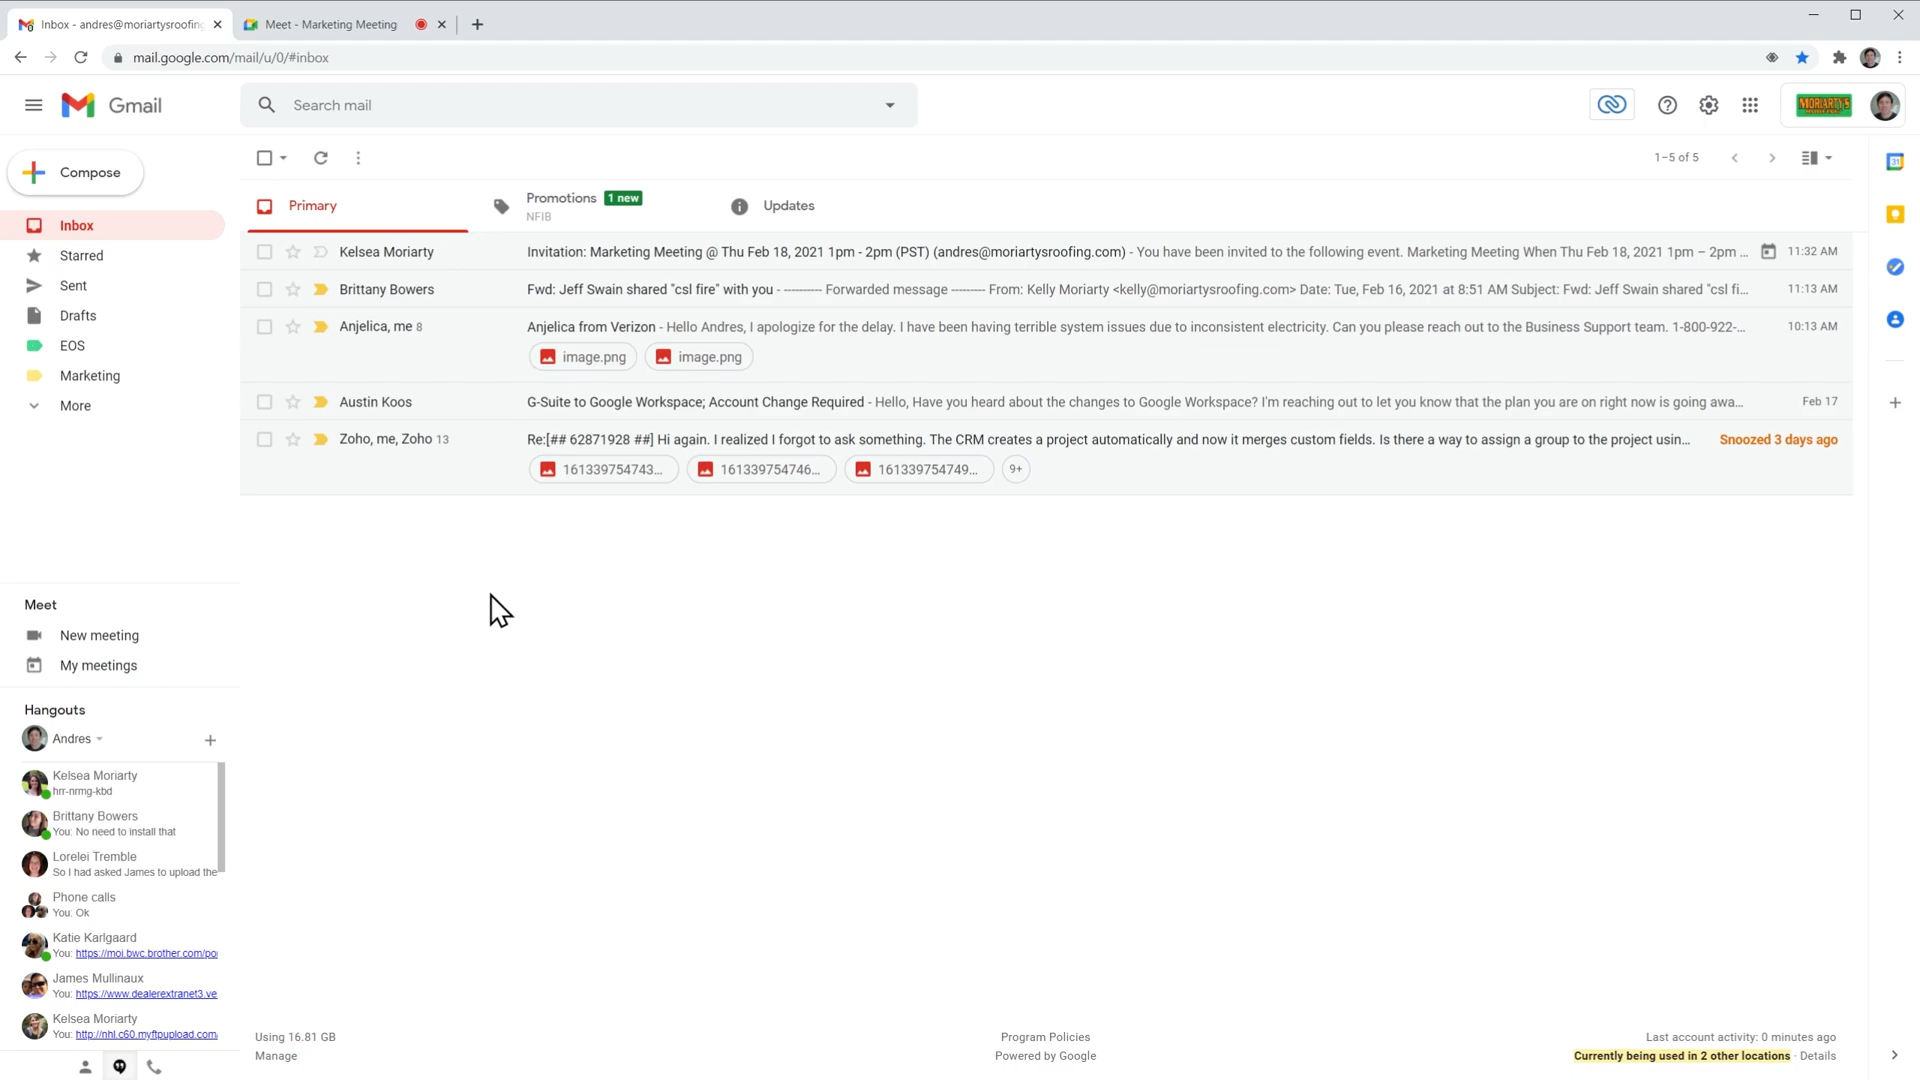 Inbox - andres@moriartysroofing
Meet - Marketing Meeting
mail.google.com/mail/u/0/#inbox
Gmail
Search mail
MORIARTY'S
Compose
1–5 of 5
Primary
Promotions 1 new
NFIB
Updates
Inbox
Starred
Sent
Drafts
EOS
Marketing
More
Kelsea Moriarty Invitation: Marketing Meeting @ Thu Feb 18, 2021 1pm - 2pm (PST) (andres@moriartysroofing.com) - You have been invited to the following event. Marketing Meeting When Thu Feb 18, 2021 1pm – 2pm ... 11:32 AM
Brittany Bowers Fwd: Jeff Swain shared "csl fire" with you - ---------- Forwarded message --------- From: Kelly Moriarty <kelly@moriartysroofing.com> Date: Tue, Feb 16, 2021 at 8:51 AM Subject: Fwd: Jeff Swain shared "csl fi... 11:13 AM
Anjelica, me 8 Anjelica from Verizon - Hello Andres, I apologize for the delay. I have been having terrible system issues due to inconsistent electricity. Can you please reach out to the Business Support team. 1-800-922-... 10:13 AM
image.png image.png
Austin Koos G-Suite to Google Workspace; Account Change Required - Hello, Have you heard about the changes to Google Workspace? I'm reaching out to let you know that the plan you are on right now is going awa... Feb 17
Zoho, me, Zoho 13 Re:[## 62871928 ##] Hi again. I realized I forgot to ask something. The CRM creates a project automatically and now it merges custom fields. Is there a way to assign a group to the project usin... Snoozed 3 days ago
161339754743... 161339754746... 161339754749... 9+
Meet
New meeting
My meetings
Hangouts
Andres
Kelsea Moriarty
hrr-nrmg-kbd
Brittany Bowers
You: No need to install that
Lorelei Tremble
So I had asked James to upload the
Phone calls
You: Ok
Katie Karlgaard
You: https://moi.bwc.brother.com/po
James Mullinaux
You: https://www.dealerextranet3.ve
Kelsea Moriarty
You: http://nhl.c60.myftpupload.com
Using 16.81 GB
Manage
Program Policies
Powered by Google
Last account activity: 0 minutes ago
Currently being used in 2 other locations · Details
31